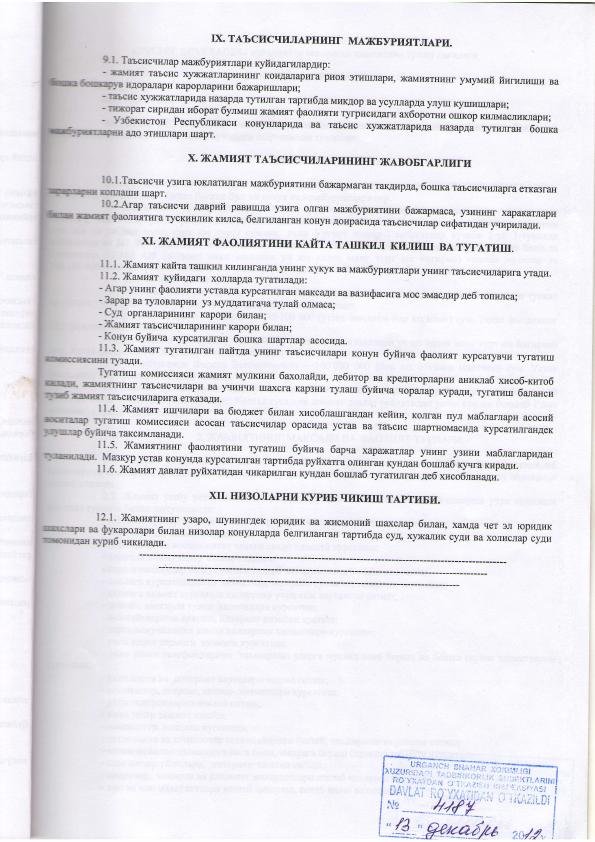 IX. ТАЪСИСЧИЛАРНИНГ МАЖБУРИЯТЛАРИ.
9.1. Таъсисчилар мажбуриятлари куйидагилардир:
- жамият таъсис хужжатларининг коидаларига риоя этишлари, жамиятнинг умумий йигилиши ва
бошка бошкарув идоралари карорларини бажаришлари;
- таъсис хужжатларида назарда тутилган тартибда микдор ва усулларда улуш кушишлари;
- тижорат сиридан иборат булмиш жамият фаолияти тугрисидаги ахборотни ошкор килмасликлари;
- Узбекистон Республикаси конунларида ва таъсис хужжатларида назарда тутилган бошка
мажбуриятларни адо этишлари шарт.
X. ЖАМИЯТ ТАЪСИСЧИЛАРИНИНГ ЖАВОБГАРЛИГИ
10.1.Таъсисчи узига юклатилган мажбуриятини бажармаган такдирда, бошка таъсисчиларга етказган
зарарларни коплаши шарт.
10.2.Агар таъсисчи даврий равишда узига олган мажбуриятини бажармаса, узининг харакатлари
билан жамият фаолиятига тускинлик килса, белгиланган конун доирасида таъсисчилар сифатидан учирилади.
XI. ЖАМИЯТ ФАОЛИЯТИНИ КАЙТА ТАШКИЛ КИЛИШ ВА ТУГАТИШ.
11.1. Жамият кайта ташкил килинганда унинг хукук ва мажбуриятлари унинг таъсисчиларига утади.
11.2. Жамият куйидаги холларда тугатилади:
- Агар унинг фаолияти уставда курсатилган максади ва вазифасига мос эмасдир деб топилса;
- Зарар ва туловларни уз муддатигача тулай олмаса;
- Суд органларининг карори билан;
- Жамият таъсисчиларининг карори билан;
- Конун буйича курсатилган бошка шартлар асосида.
11.3. Жамият тугатилган пайтда унинг таъсисчилари конун буйича фаолият курсатувчи тугатиш
комиссиясини тузади.
Тугатиш комиссияси жамият мулкини бахолайди, дебитор ва кредиторларни аниклаб хисоб-китоб
килади, жамиятнинг таъсисчилари ва учинчи шахсга карзни тулаш буйича чоралар куради, тугатиш баланси
тузиб жамият таъсисчиларига етказади.
11.4. Жамият ишчилари ва бюджет билан хисоблашгандан кейин, колган пул маблаглари асосий
воситалар тугатиш комиссияси асосан таъсисчилар орасида устав ва таъсис шартномасида курсатилгандек
улушлар буйича таксимланади.
11.5. Жамиятнинг фаолиятини тугатиш буйича барча харажатлар унинг узини маблагларидан
туланилади. Мазкур устав конунда курсатилган тартибда руйхатга олинган кундан бошлаб кучга киради.
11.6. Жамият давлат руйхатидан чикарилган кундан бошлаб тугатилган деб хисобланади.
XII. НИЗОЛАРНИ КУРИБ ЧИКИШ ТАРТИБИ.
12.1. Жамиятнинг узаро, шунингдек юридик ва жисмоний шахслар билан, хамда чет эл юридик
шахслари ва фукаролари билан низолар конунларда белгиланган тартибда суд, хужалик суди ва холислар суди
томонидан куриб чикилади.
URGANCH SHAHAR XOKIMLIGI
XUZURIDAGI TADBIRKORLIK SUBEKTLARINI
RO'YXATDAN O'TKAZISH INSPEKSIYASI
DAVLAT RO'YXATDAN O'TKAZILDI
№ 4187
"13" декабрь 2012